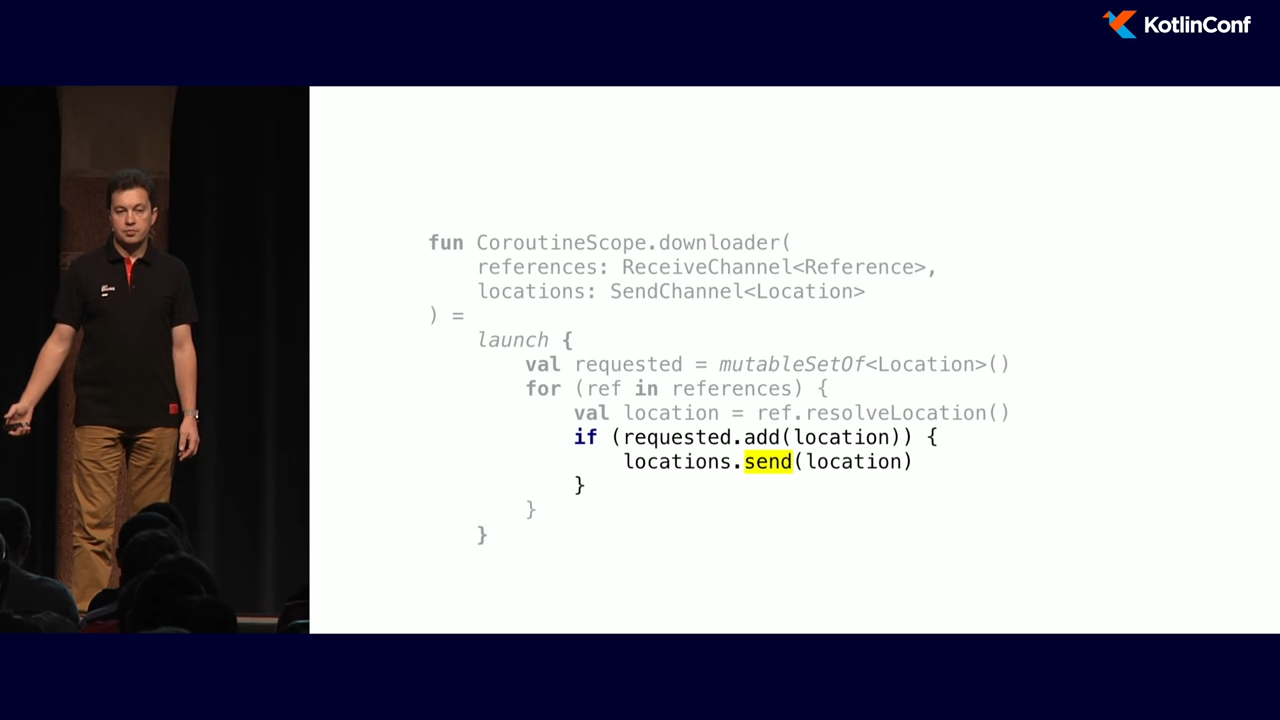 KotlinConf
fun CoroutineScope.downloader(
    references: ReceiveChannel<Reference>,
    locations: SendChannel<Location>
) =
    launch {
        val requested = mutableSetOf<Location>()
        for (ref in references) {
            val location = ref.resolveLocation()
            if (requested.add(location)) {
                locations.send(location)
            }
        }
    }